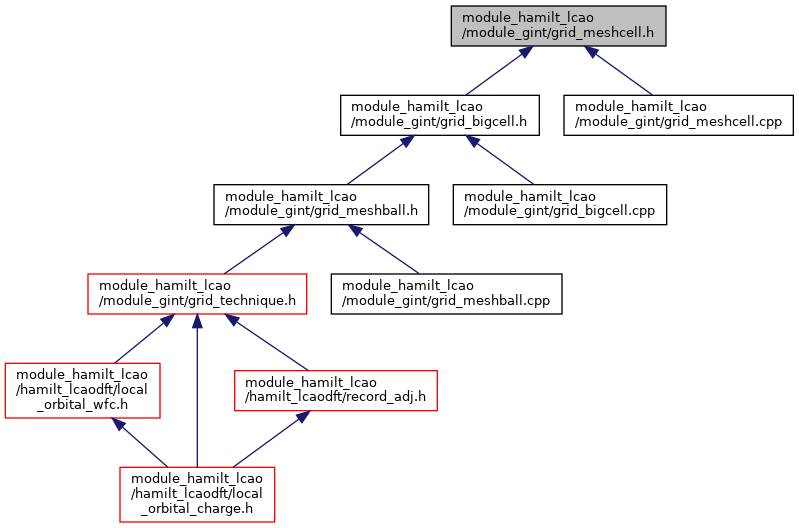 module_hamilt_lcao
/module_gint/grid_meshcell.h
module_hamilt_lcao
/module_gint/grid_bigcell.h
module_hamilt_lcao
/module_gint/grid_meshcell.cpp
module_hamilt_lcao
/module_gint/grid_meshball.h
module_hamilt_lcao
/module_gint/grid_bigcell.cpp
module_hamilt_lcao
/module_gint/grid_technique.h
module_hamilt_lcao
/module_gint/grid_meshball.cpp
module_hamilt_lcao
/hamilt_lcaodft/local
_orbital_wfc.h
module_hamilt_lcao
/hamilt_lcaodft/record_adj.h
module_hamilt_lcao
/hamilt_lcaodft/local
_orbital_charge.h